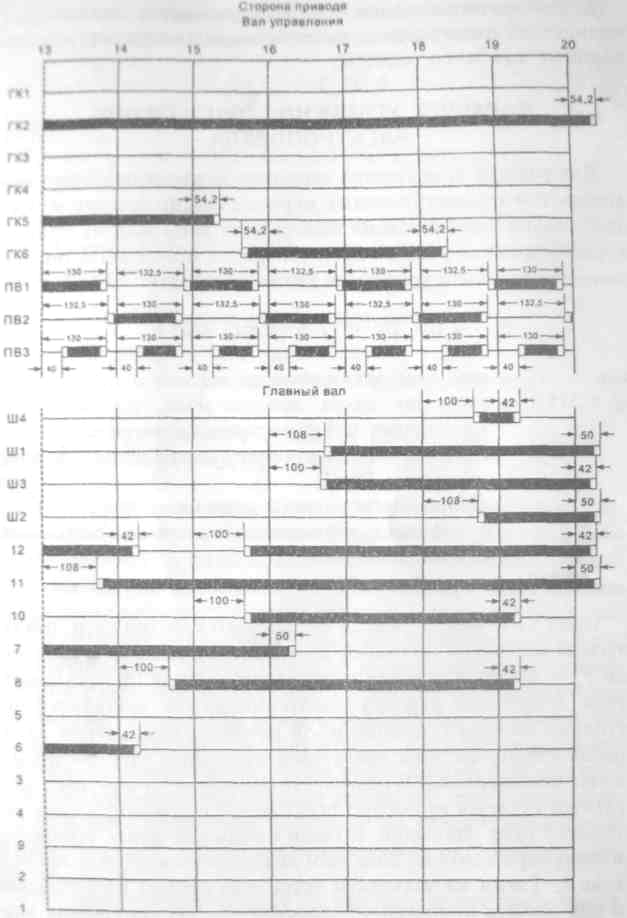 Сторона привода
Вал управления
13 14 15 16 17 18 19 20
ГК1
54,2
ГК2
ГК3
ГК4
54,2
ГК5
54,2 54,2
ГК6
130 132,5 130 132,5 130 132,5 130
ПВ1
132,5 130 132,5 130 132,5 130 132,5
ПВ2
130 130 130 130 130 130 130
ПВ3
40 40 40 40 40 40 40
Главный вал
100 42
Ш4
108 50
Ш1
100 42
Ш3
108 50
Ш2
42 100 42
12
108 50
11
100 42
10
50
7
100 42
8
5
42
6
3
4
9
2
1